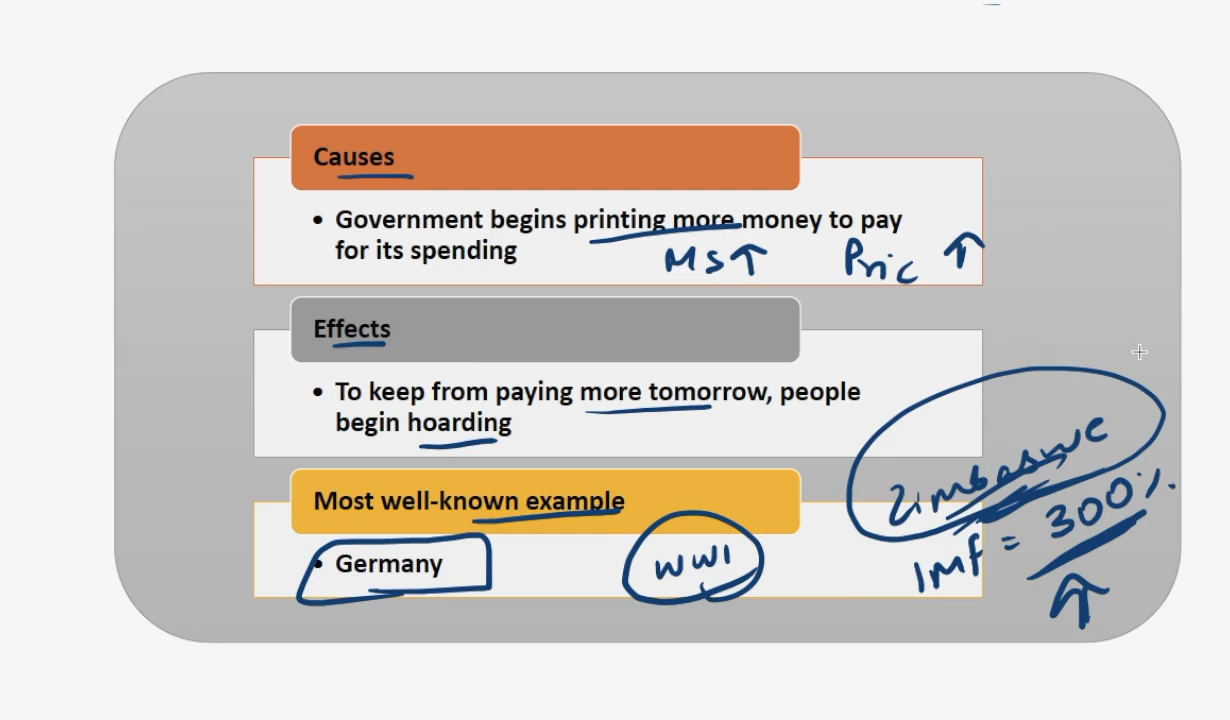 Causes
• Government begins printing more money to pay
for its spending
MS↑ Pric ↑
Effects
• To keep from paying more tomorrow, people
begin hoarding
Zimbabwe
Most well-known example
IMF = 300%
↑
• Germany
WWI